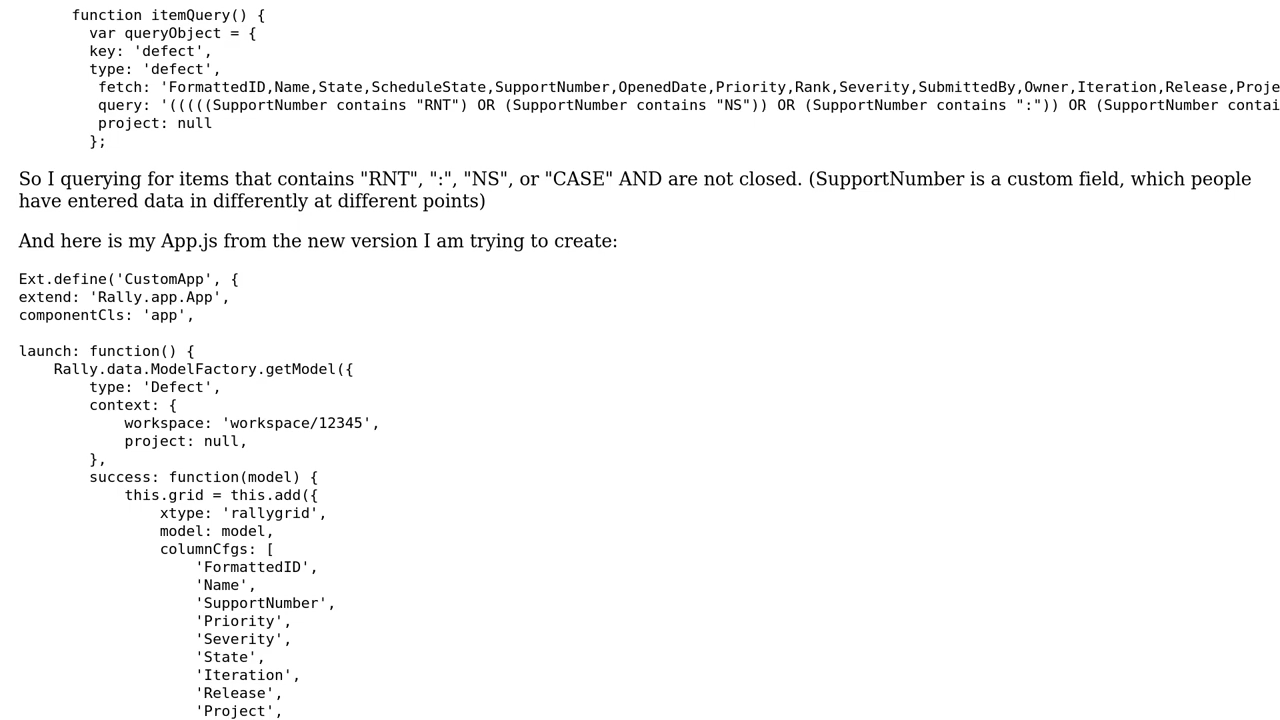 function itemQuery() {
var queryObject = {
key: 'defect',
type: 'defect',
fetch: 'FormattedID,Name,State,ScheduleState,SupportNumber,OpenedDate,Priority,Rank,Severity,SubmittedBy,Owner,Iteration,Release,Proje
query: '(((((SupportNumber contains "RNT") OR (SupportNumber contains "NS")) OR (SupportNumber contains ":")) OR (SupportNumber contai
project: null
};
So I querying for items that contains "RNT", ":", "NS", or "CASE" AND are not closed. (SupportNumber is a custom field, which people
have entered data in differently at different points)
And here is my App.js from the new version I am trying to create:
Ext.define('CustomApp', {
extend: 'Rally.app.App',
componentCls: 'app',
launch: function() {
Rally.data.ModelFactory.getModel({
type: 'Defect',
context: {
workspace: 'workspace/12345',
project: null,
},
success: function(model) {
this.grid = this.add({
xtype: 'rallygrid',
model: model,
columnCfgs: [
'FormattedID',
'Name',
'SupportNumber',
'Priority',
'Severity',
'State',
'Iteration',
'Release',
'Project',